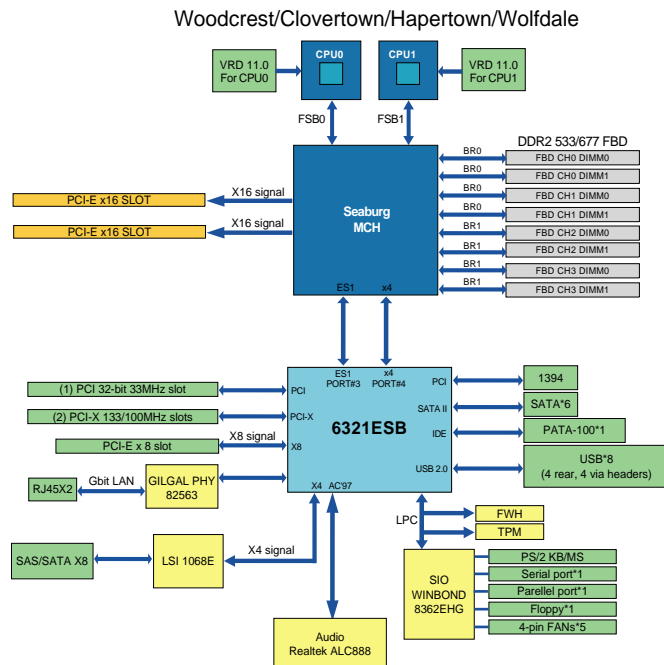 Woodcrest/Clovertown/Hapertown/Wolfdale
VRD 11.0
For CPU0
CPU0
CPU1
VRD 11.0
For CPU1
FSB0
FSB1
DDR2 533/677 FBD
BR0
FBD CH0 DIMM0
BR0
FBD CH0 DIMM1
BR0
FBD CH1 DIMM0
BR0
FBD CH1 DIMM1
BR1
FBD CH2 DIMM0
BR1
FBD CH2 DIMM1
BR1
FBD CH3 DIMM0
BR1
FBD CH3 DIMM1
X16 signal
PCI-E x16 SLOT
X16 signal
PCI-E x16 SLOT
Seaburg
MCH
ES1
x4
ES1
PORT#3
x4
PORT#4
(1) PCI 32-bit 33MHz slot
PCI
PCI
1394
(2) PCI-X 133/100MHz slots
PCI-X
SATA II
SATA*6
6321ESB
PCI-E x 8 slot
X8 signal
X8
IDE
PATA-100*1
USB 2.0
USB*8
(4 rear, 4 via headers)
RJ45X2
Gbit LAN
GILGAL PHY
82563
X4
AC'97
LPC
FWH
TPM
SAS/SATA X8
LSI 1068E
X4 signal
SIO
WINBOND
8362EHG
PS/2 KB/MS
Serial port*1
Parellel port*1
Floppy*1
4-pin FANs*5
Audio
Realtek ALC888